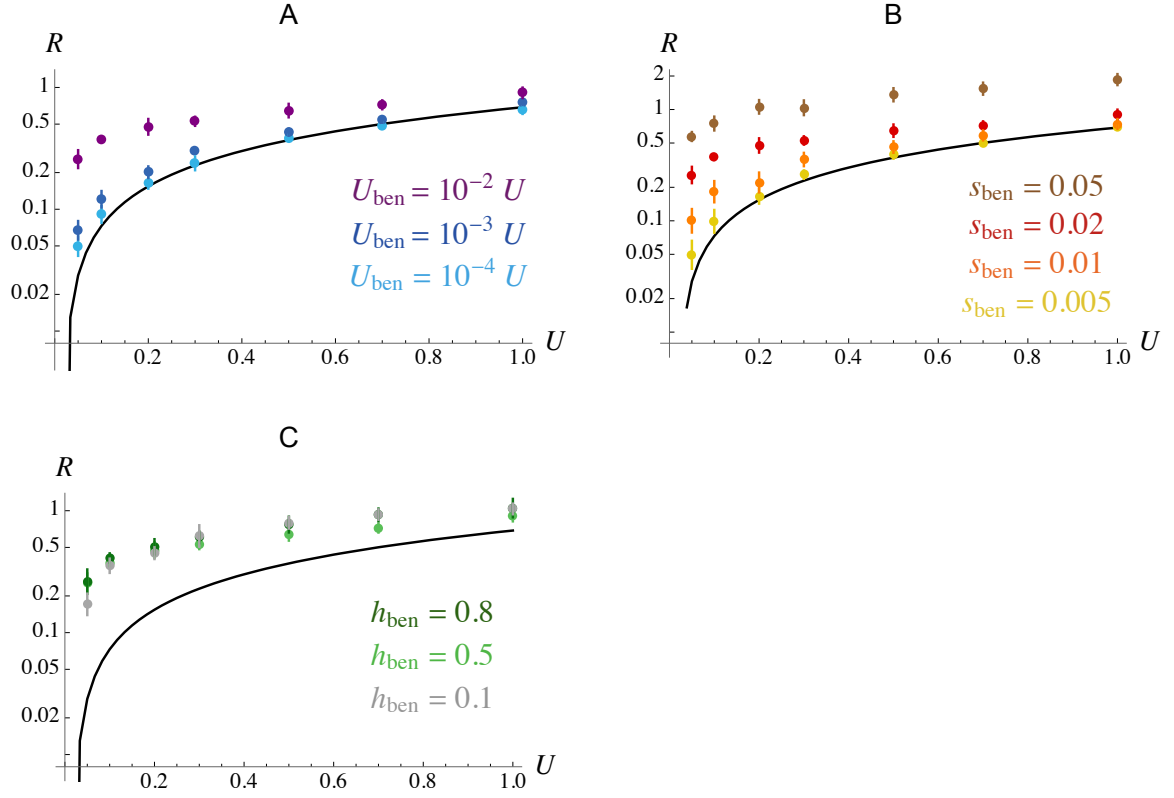 A
R
1
0.5
0.2
0.1
0.05
0.02
U_ben = 10^−2 U
U_ben = 10^−3 U
U_ben = 10^−4 U
0.2 0.4 0.6 0.8 1.0 U
B
R
2
1
0.5
0.2
0.1
0.05
0.02
s_ben = 0.05
s_ben = 0.02
s_ben = 0.01
s_ben = 0.005
0.2 0.4 0.6 0.8 1.0 U
C
R
1
0.5
0.2
0.1
0.05
0.02
h_ben = 0.8
h_ben = 0.5
h_ben = 0.1
0.2 0.4 0.6 0.8 1.0 U